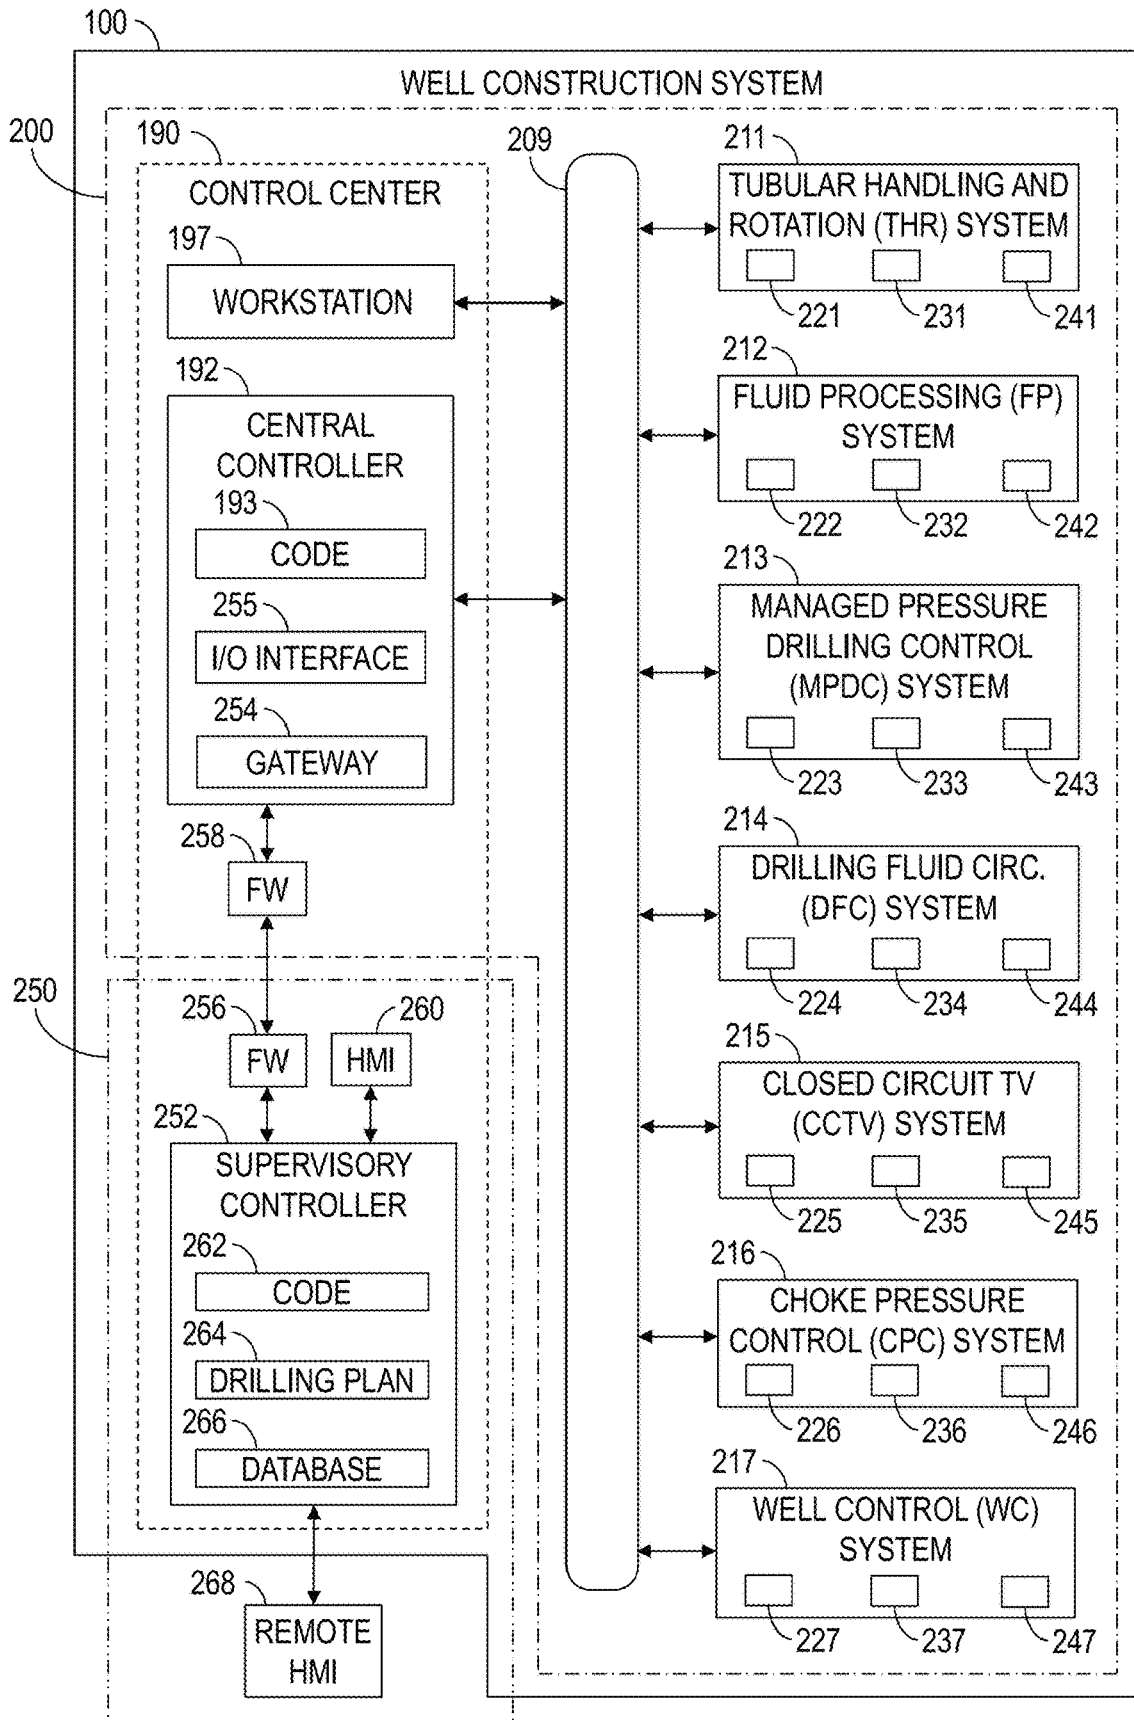 100
WELL CONSTRUCTION SYSTEM
200
190
CONTROL CENTER
197
WORKSTATION
192
CENTRAL
CONTROLLER
193
CODE
255
I/O INTERFACE
254
GATEWAY
258
FW
250
256
FW
260
HMI
252
SUPERVISORY
CONTROLLER
262
CODE
264
DRILLING PLAN
266
DATABASE
268
REMOTE
HMI
209
211
TUBULAR HANDLING AND
ROTATION (THR) SYSTEM
221 231 241
212
FLUID PROCESSING (FP)
SYSTEM
222 232 242
213
MANAGED PRESSURE
DRILLING CONTROL
(MPDC) SYSTEM
223 233 243
214
DRILLING FLUID CIRC.
(DFC) SYSTEM
224 234 244
215
CLOSED CIRCUIT TV
(CCTV) SYSTEM
225 235 245
216
CHOKE PRESSURE
CONTROL (CPC) SYSTEM
226 236 246
217
WELL CONTROL (WC)
SYSTEM
227 237 247